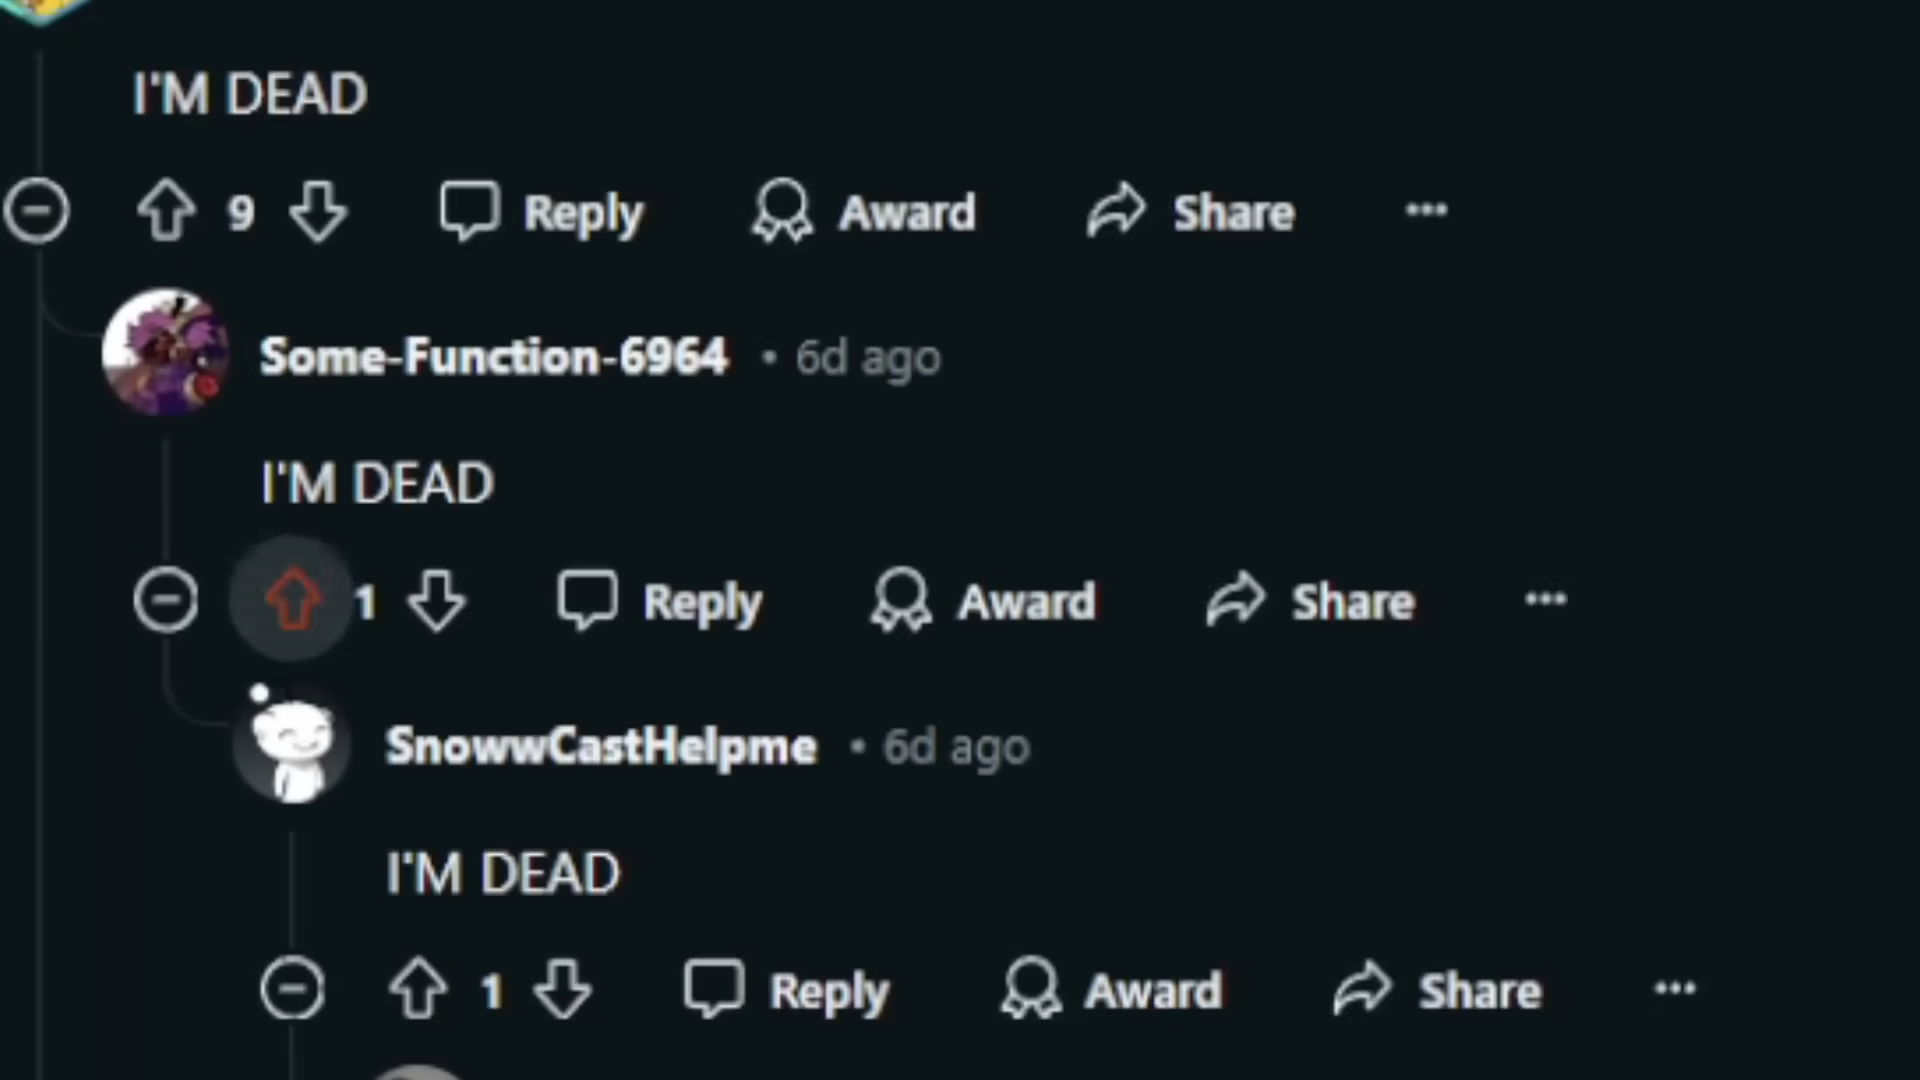 I'M DEAD
9 Reply Award Share
Some-Function-6964 • 6d ago
I'M DEAD
1 Reply Award Share
SnowwCastHelpme • 6d ago
I'M DEAD
1 Reply Award Share